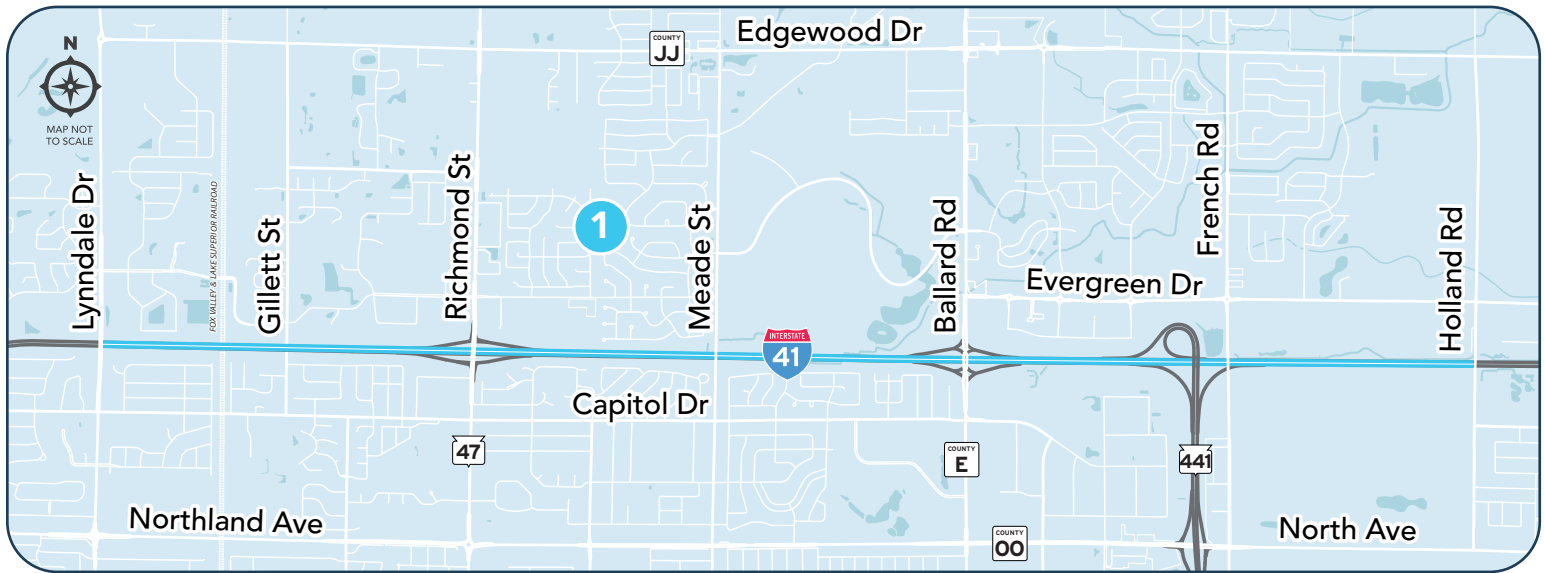 Edgewood Dr
COUNTY
JJ
N
MAP NOT
TO SCALE
Lynndale Dr
FOX VALLEY & LAKE SUPERIOR RAILROAD
Gillett St
Richmond St
1
Meade St
Ballard Rd
French Rd
Evergreen Dr
Holland Rd
INTERSTATE
41
Capitol Dr
47
COUNTY
E
441
Northland Ave
COUNTY
OO
North Ave